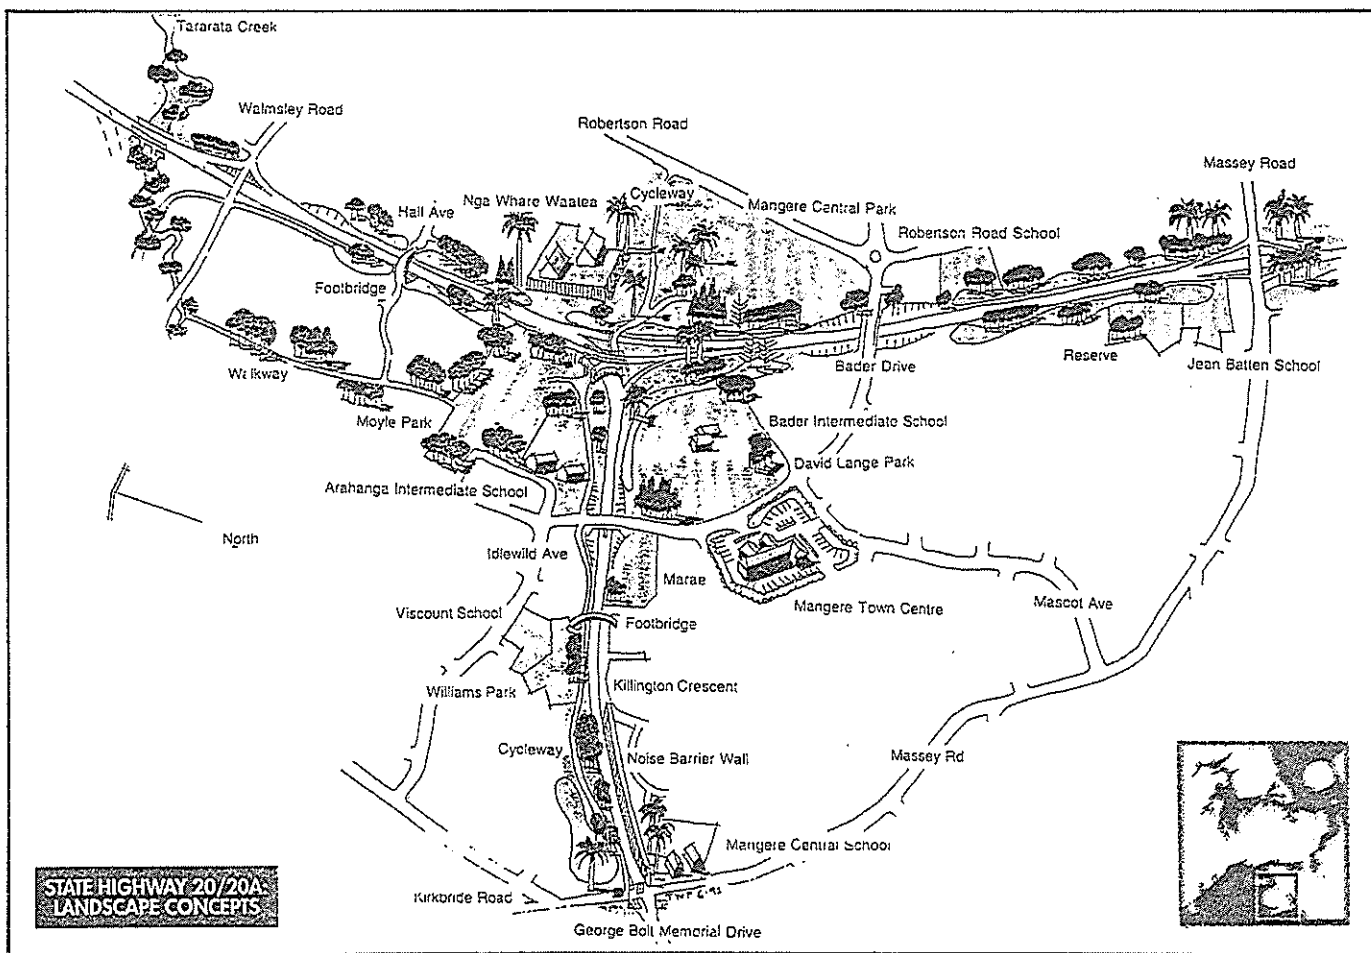 Tararata Creek
Walmsley Road
Robertson Road
Massey Road
Hall Ave
Nga Whare Waatea
Cycleway
Mangere Central Park
Robertson Road School
Footbridge
Walkway
Moyle Park
Bader Drive
Reserve
Jean Batten School
Bader Intermediate School
David Lange Park
Arahanga Intermediate School
North
Idlewild Ave
Marae
Mangere Town Centre
Mascot Ave
Viscount School
Footbridge
Williams Park
Killington Crescent
Cycleway
Noise Barrier Wall
Massey Rd
Mangere Central School
Kirkbride Road
George Bolt Memorial Drive
STATE HIGHWAY 20/20A:
LANDSCAPE CONCEPTS